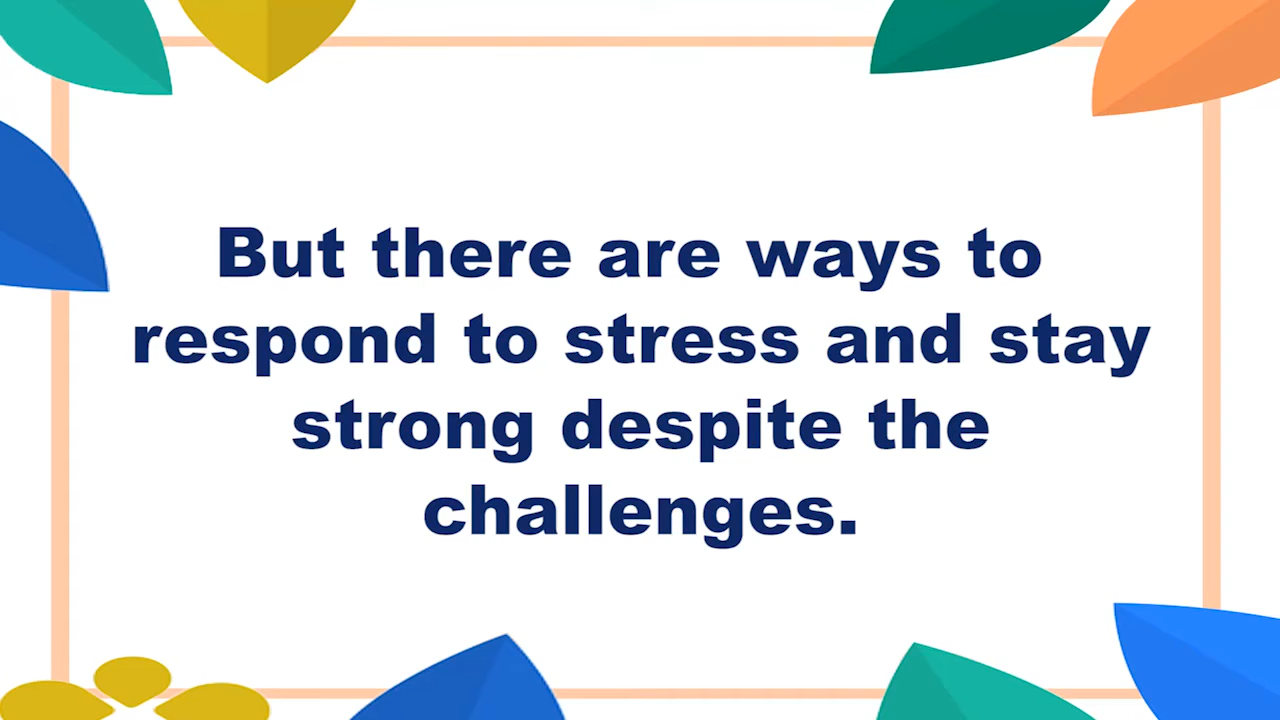 But there are ways to
respond to stress and stay
strong despite the
challenges.